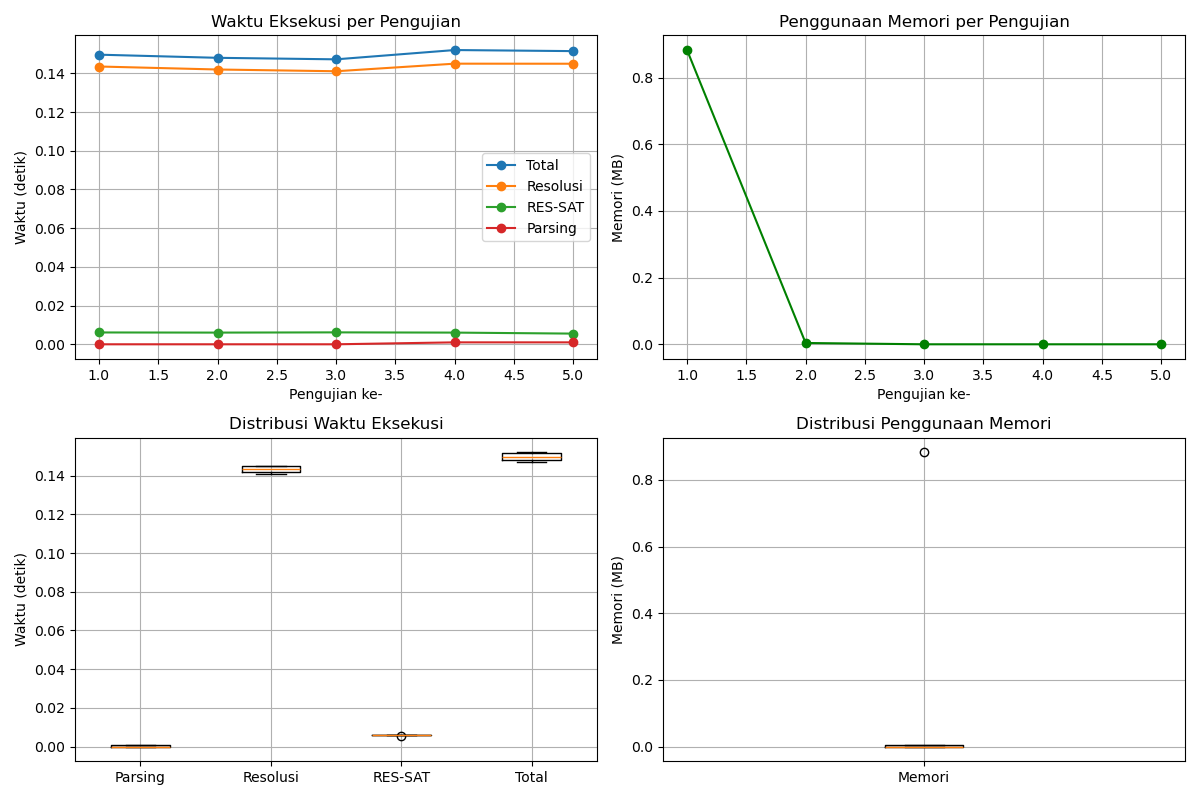 Waktu Eksekusi per Pengujian
Waktu (detik)
0.14
0.12
0.10
0.08
0.06
0.04
0.02
0.00
Total
Resolusi
RES-SAT
Parsing
1.0 1.5 2.0 2.5 3.0 3.5 4.0 4.5 5.0
Pengujian ke-
Penggunaan Memori per Pengujian
Memori (MB)
0.8
0.6
0.4
0.2
0.0
1.0 1.5 2.0 2.5 3.0 3.5 4.0 4.5 5.0
Pengujian ke-
Distribusi Waktu Eksekusi
Waktu (detik)
0.14
0.12
0.10
0.08
0.06
0.04
0.02
0.00
Parsing Resolusi RES-SAT Total
Distribusi Penggunaan Memori
Memori (MB)
0.8
0.6
0.4
0.2
0.0
Memori